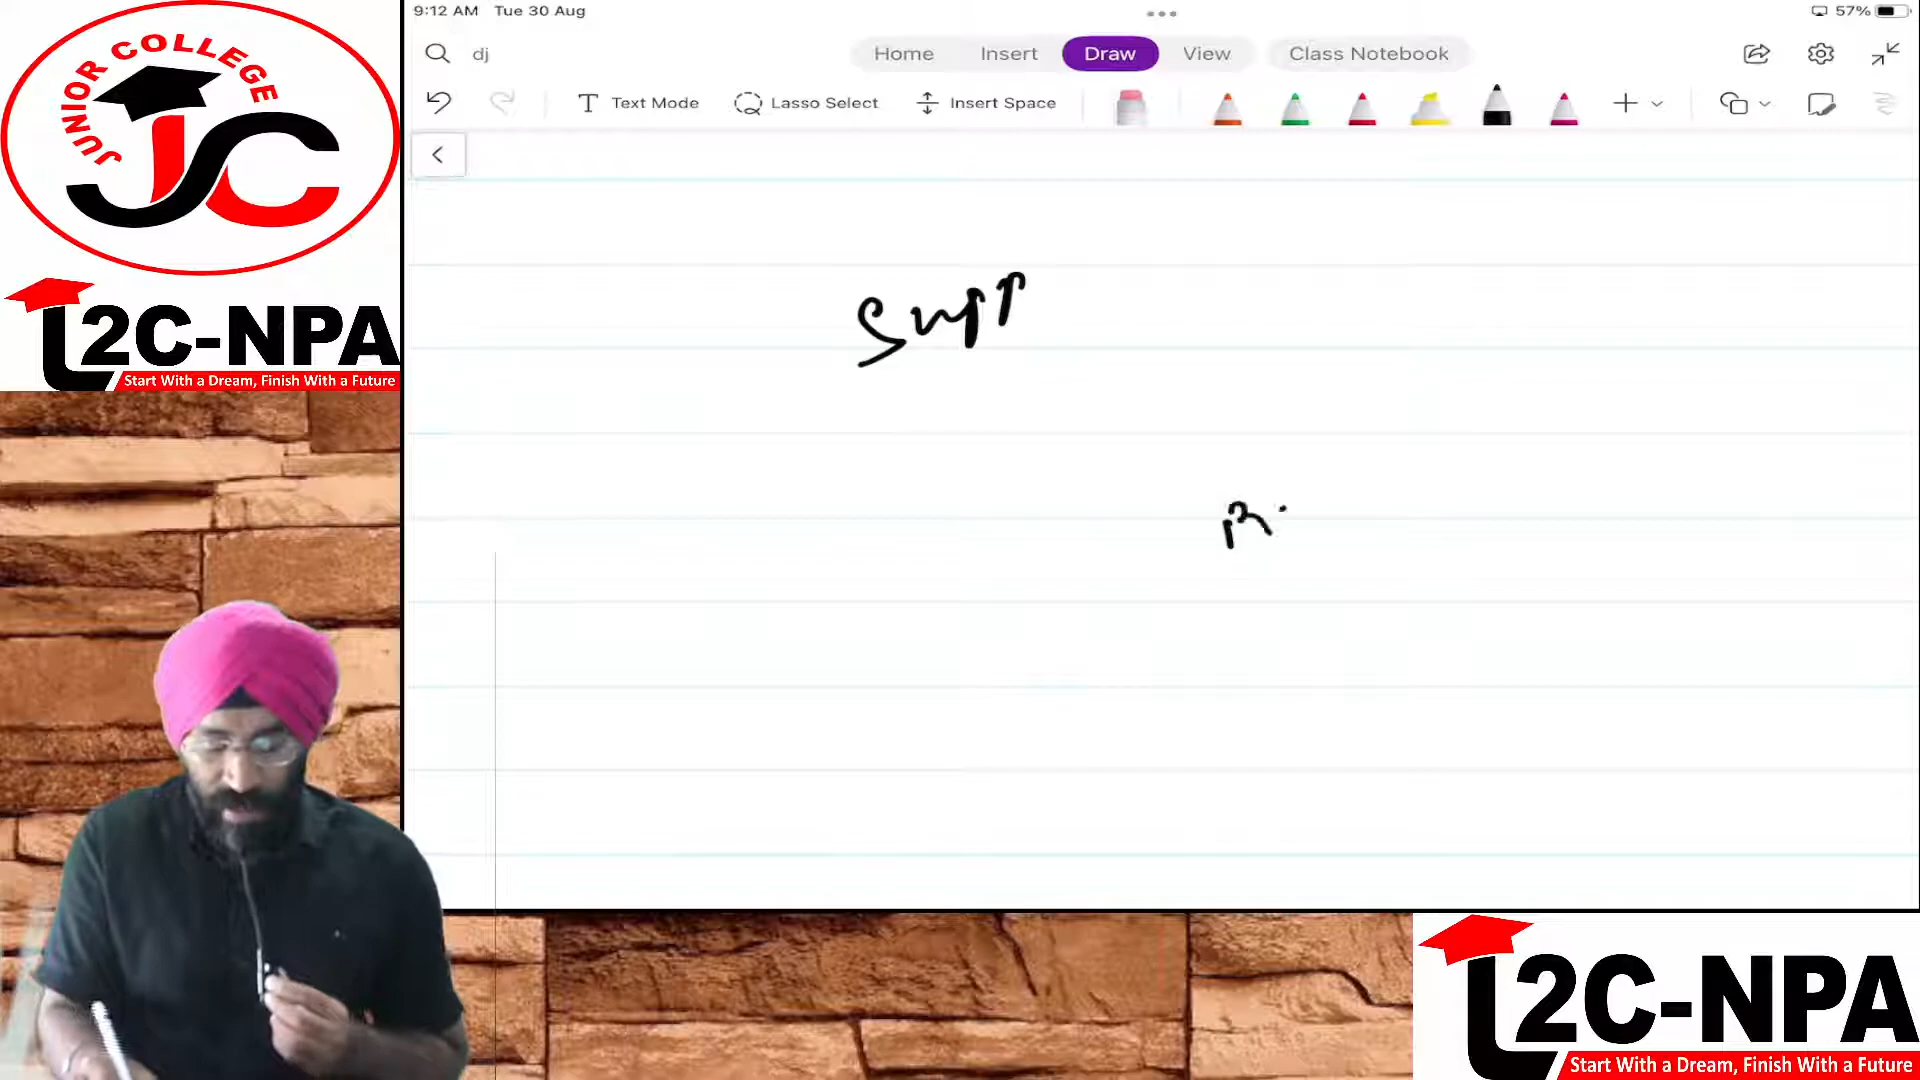 JUNIOR COLLEGE
JC
L2C-NPA
Start With a Dream, Finish With a Future
9:12 AM Tue 30 Aug
57%
dj
Home Insert Draw View Class Notebook
Text Mode Lasso Select Insert Space
Supp
L2C-NPA
Start With a Dream, Finish With a Future